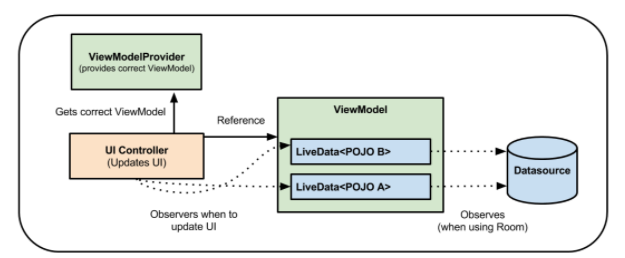 ViewModelProvider
(provides correct ViewModel)
Gets correct ViewModel
Reference
UI Controller
(Updates UI)
ViewModel
LiveData<POJO B>
LiveData<POJO A>
Datasource
Observers when to
update UI
Observes
(when using Room)